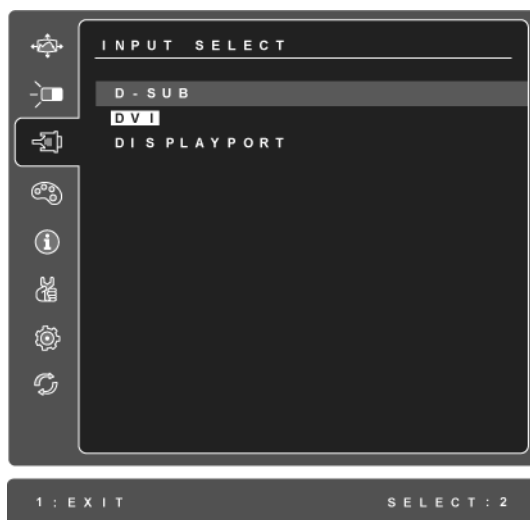 INPUT SELECT
D-SUB
DVI
DISPLAYPORT
1:EXIT SELECT:2